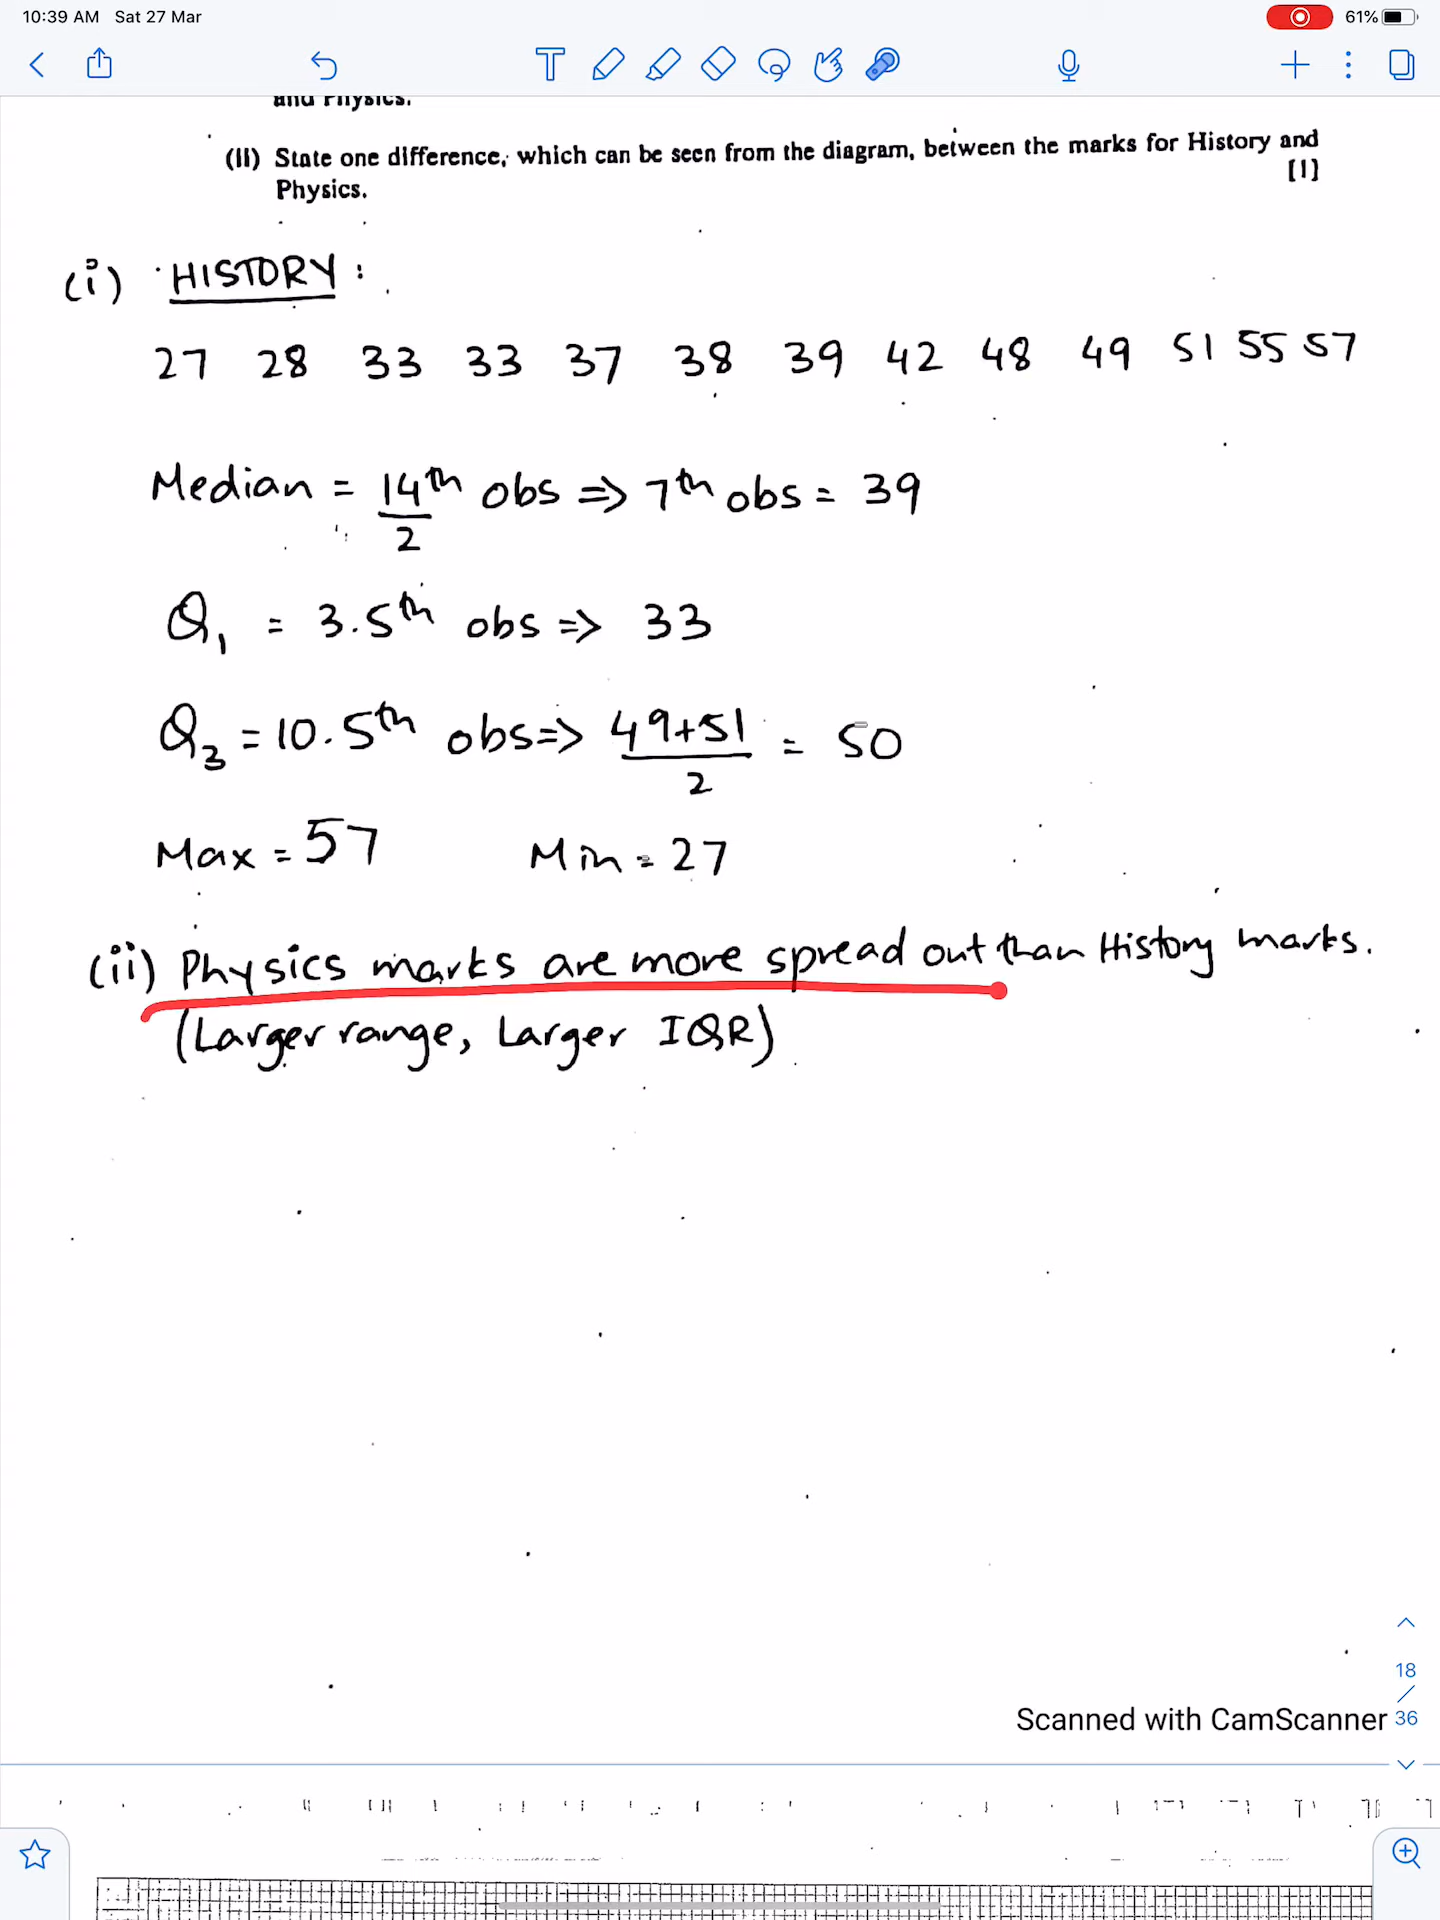 10:39 AM Sat 27 Mar 61%
and Physics.
(II) State one difference, which can be seen from the diagram, between the marks for History and
Physics. [1]
(i) HISTORY :
27 28 33 33 37 38 39 42 48 49 51 55 57
Median = 14th/2 obs => 7th obs = 39
Q1 = 3.5th obs => 33
Q3 = 10.5th obs => 49+51/2 = 50
Max = 57 Min = 27
(ii) Physics marks are more spread out than History marks.
(Larger range, Larger IQR)
18
/
Scanned with CamScanner 36